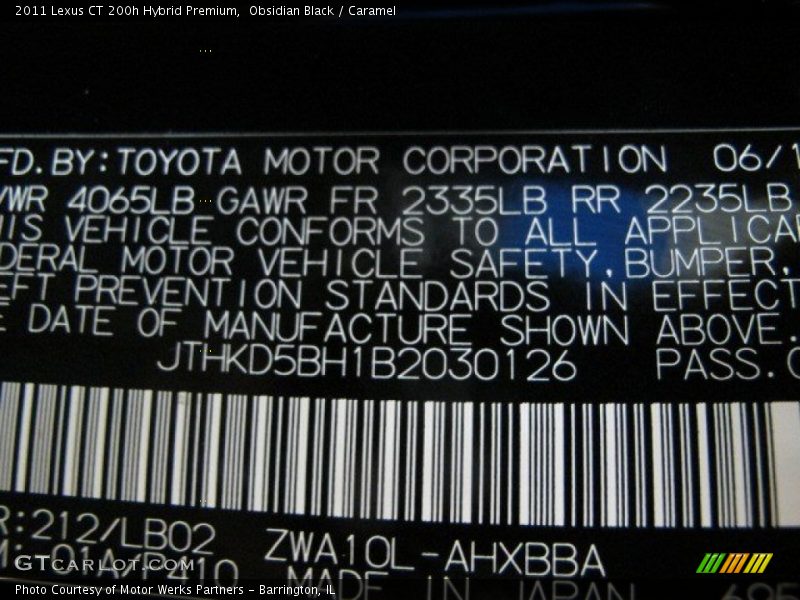 2011 Lexus CT 200h Hybrid Premium,  Obsidian Black / Caramel
FD.BY:TOYOTA MOTOR CORPORATION 06/1
VWR 4065LB GAWR FR 2335LB RR 2235LB
HIS VEHICLE CONFORMS TO ALL APPLICA
DERAL MOTOR VEHICLE SAFETY,BUMPER,
EFT PREVENTION STANDARDS IN EFFECT
E DATE OF MANUFACTURE SHOWN ABOVE.
JTHKD5BH1B2030126 PASS.C
R:212/LB02 ZWA10L-AHXBBA
GTcarlot.com
MADE IN JAPAN
Photo Courtesy of Motor Werks Partners – Barrington, IL